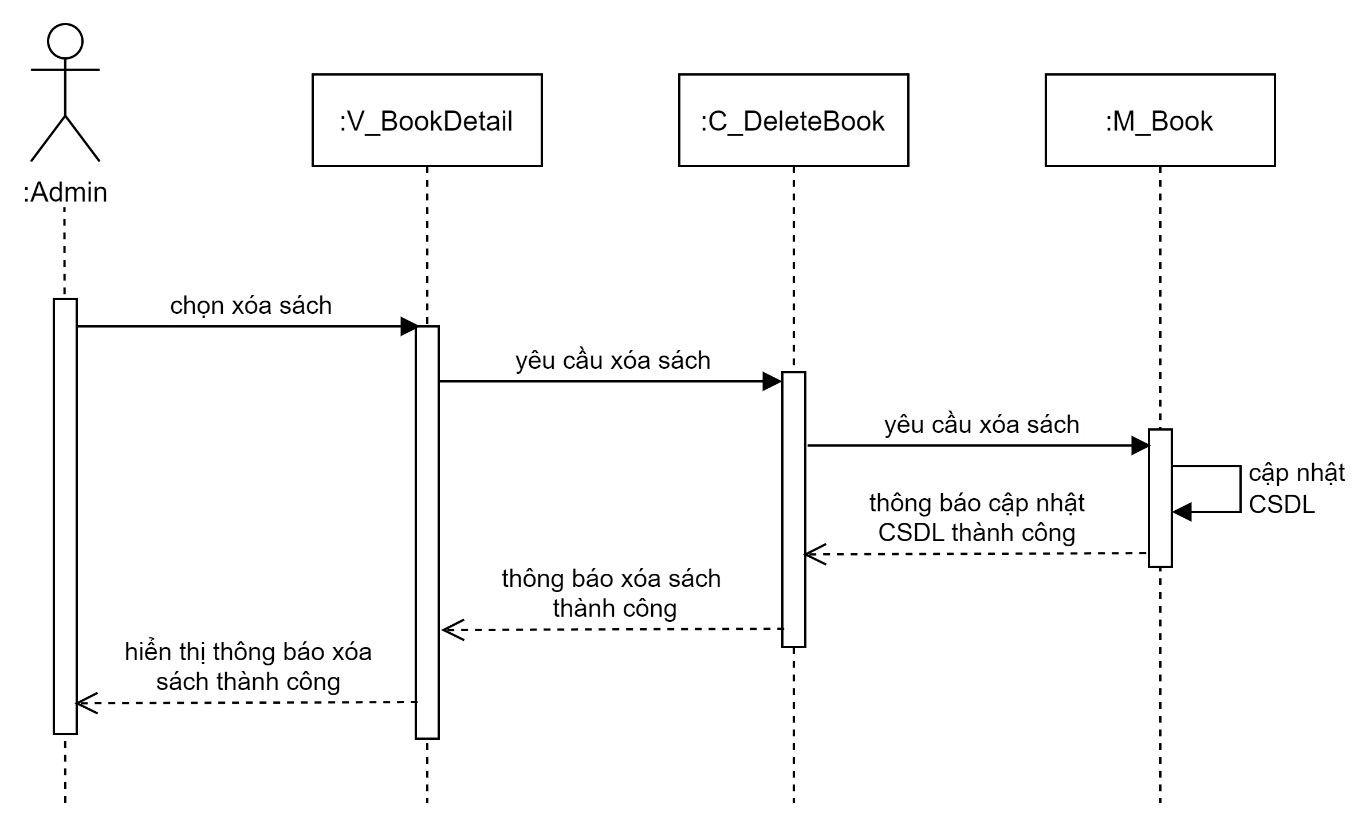 :V_BookDetail
:C_DeleteBook
:M_Book
:Admin
chọn xóa sách
yêu cầu xóa sách
yêu cầu xóa sách
cập nhật
CSDL
thông báo cập nhật
CSDL thành công
thông báo xóa sách
thành công
hiển thị thông báo xóa
sách thành công